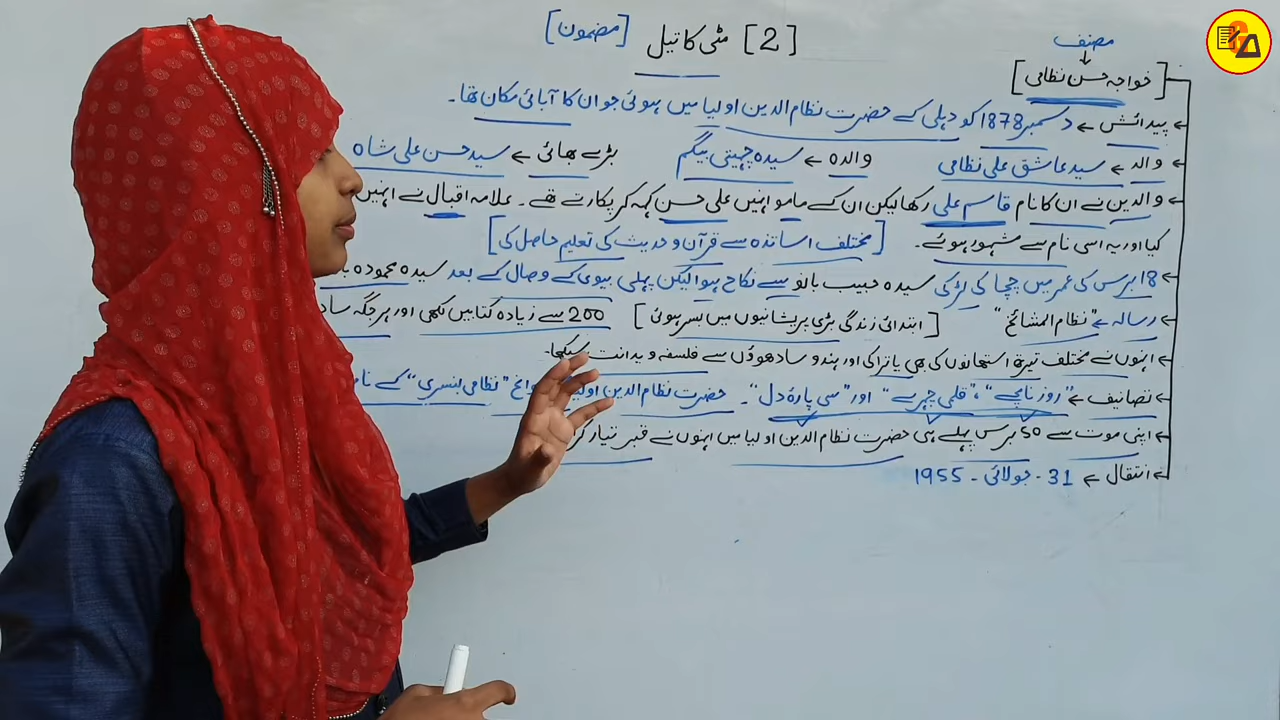 [2] مٹی کا تیل [مضمون]
مصنف
[خواجہ حسن نظامی]
پیدائش ← دسمبر 1878 کو دہلی کے حضرت نظام الدین اولیا میں ہوئی جو ان کا آبائی مکان تھا۔
والد ← سید عاشق علی نظامی والدہ ← سیدہ چہیتی بیگم بڑے بھائی ← سید حسن علی شاہ
والدین نے ان کا نام قاسم علی رکھا لیکن ان کے مامو انہیں علی حسن کہہ کر پکارتے تھے۔ علامہ اقبال نے انہیں
کیا اور یہ اسی نام سے مشہور ہوئے۔ [مختلف اساتذہ سے قرآن و حدیث کی تعلیم حاصل کی]
18 برس کی عمر میں چچا کی لڑکی سیدہ حبیب بانو سے نکاح ہوا لیکن پہلی بیوی کے وصال کے بعد سیدہ محمودہ
رسالہ ← "نظام المشائخ" [ابتدائی زندگی بڑی پریشانیوں میں بسر ہوئی] 200 سے زیادہ کتابیں لکھی اور ہر جگہ
انہوں نے مختلف تیرتھ استھانوں کی بھی یاترا کی اور ہندو سادھوؤں سے فلسفہ ویدانت سیکھا۔
تصانیف ← "روزنامچے"، "قلمی چہرے" اور "سی پارۂ دل"۔ حضرت نظام الدین اولیا "نظامی بنسری" کے
اپنی موت سے 50 برس پہلے ہی حضرت نظام الدین اولیا میں انہوں نے قبر تیار
انتقال ← 31 - جولائی - 1955